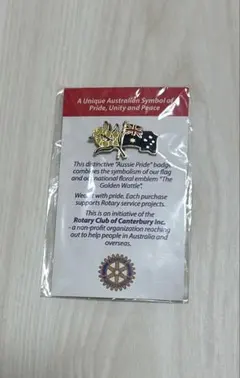 A Unique Australian Symbol of
Pride, Unity and Peace
This distinctive "Aussie Pride" badge
combines the symbolism of our flag
and our national floral emblem "The
Golden Wattle".
Wear it with pride. Each purchase
supports Rotary service projects.
This is an initiative of the
Rotary Club of Canterbury Inc.
- a non-profit organization reaching
out to help people in Australia and
overseas.